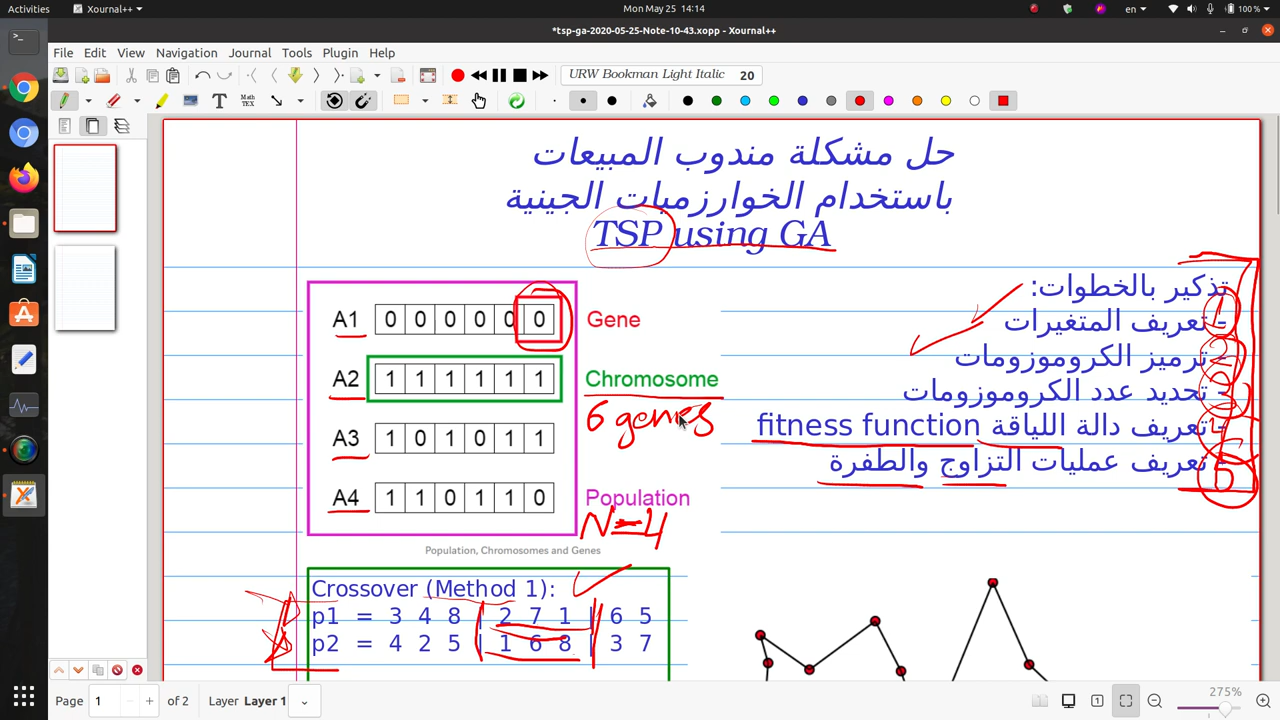 Activities
Xournal++
Mon May 25 14:14
en
100 %
*tsp-ga-2020-05-25-Note-10-43.xopp - Xournal++
File Edit View Navigation Journal Tools Plugin Help
URW Bookman Light Italic 20
حل مشكلة مندوب المبيعات
باستخدام الخوارزميات الجينية
TSP using GA
A1 0 0 0 0 0 0 Gene
A2 1 1 1 1 1 1 Chromosome
6 genes
A3 1 0 1 0 1 1
A4 1 1 0 1 1 0 Population
N=4
Population, Chromosomes and Genes
تذكير بالخطوات:
- تعريف المتغيرات
- ترميز الكروموزومات
- تحديد عدد الكروموزومات
- تعريف دالة اللياقة fitness function
- تعريف عمليات التزاوج والطفرة
1
2
3
5
Crossover (Method 1):
p1 = 3 4 8 | 2 7 1 | 6 5
p2 = 4 2 5 | 1 6 8 | 3 7
Page 1 of 2 Layer Layer 1
275%